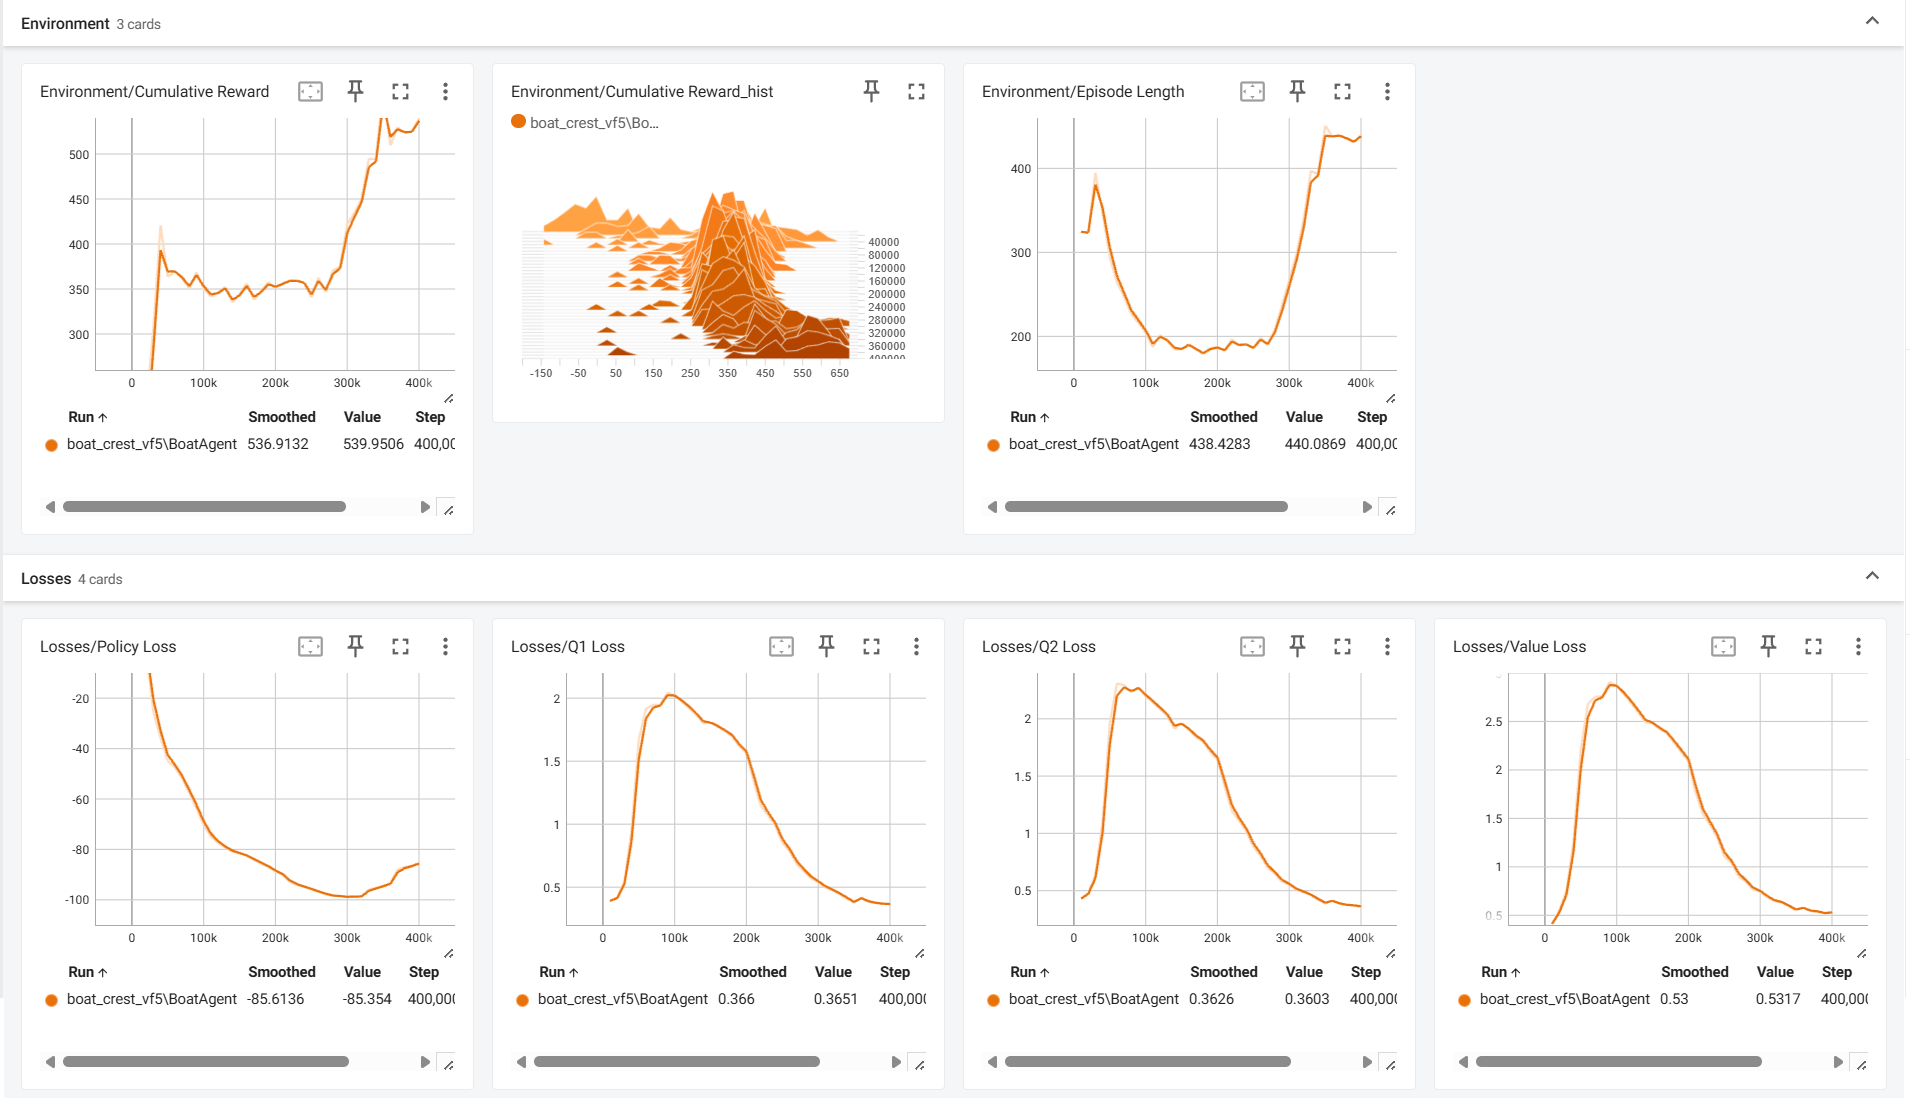 Environment 3 cards
Environment/Cumulative Reward
500
450
400
350
300
0 100k 200k 300k 400k
Run ↑ Smoothed Value Step
boat_crest_vf5\BoatAgent 536.9132 539.9506 400,00
Environment/Cumulative Reward_hist
boat_crest_vf5\Bo...
40000
80000
120000
160000
200000
240000
280000
320000
360000
400000
-150 -50 50 150 250 350 450 550 650
Environment/Episode Length
400
300
200
0 100k 200k 300k 400k
Run ↑ Smoothed Value Step
boat_crest_vf5\BoatAgent 438.4283 440.0869 400,00
Losses 4 cards
Losses/Policy Loss
-20
-40
-60
-80
-100
0 100k 200k 300k 400k
Run ↑ Smoothed Value Step
boat_crest_vf5\BoatAgent -85.6136 -85.354 400,000
Losses/Q1 Loss
2
1.5
1
0.5
0 100k 200k 300k 400k
Run ↑ Smoothed Value Step
boat_crest_vf5\BoatAgent 0.366 0.3651 400,000
Losses/Q2 Loss
2
1.5
1
0.5
0 100k 200k 300k 400k
Run ↑ Smoothed Value Step
boat_crest_vf5\BoatAgent 0.3626 0.3603 400,000
Losses/Value Loss
2.5
2
1.5
1
0.5
0 100k 200k 300k 400k
Run ↑ Smoothed Value Step
boat_crest_vf5\BoatAgent 0.53 0.5317 400,000